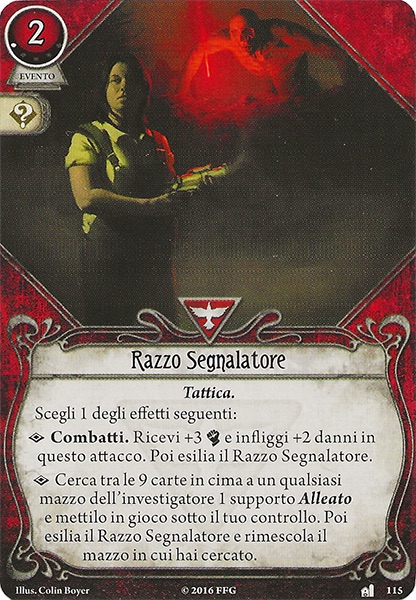 2
EVENTO
?
Razzo Segnalatore
Tattica.
Scegli 1 degli effetti seguenti:
Combatti. Ricevi +3 e infliggi +2 danni in
questo attacco. Poi esilia il Razzo Segnalatore.
Cerca tra le 9 carte in cima a un qualsiasi
mazzo dell'investigatore 1 supporto Alleato
e mettilo in gioco sotto il tuo controllo. Poi
esilia il Razzo Segnalatore e rimescola il
mazzo in cui hai cercato.
Illus. Colin Boyer © 2016 FFG 115